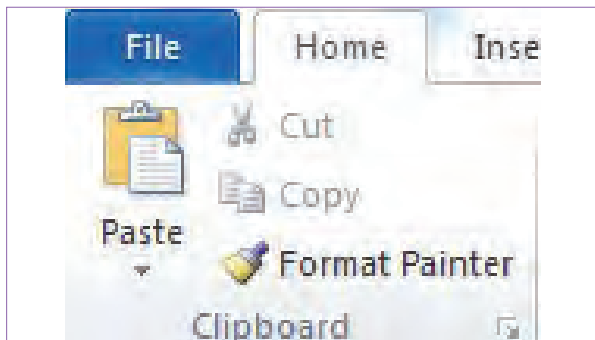 File Home Inse
Cut
Copy
Paste
Format Painter
Clipboard